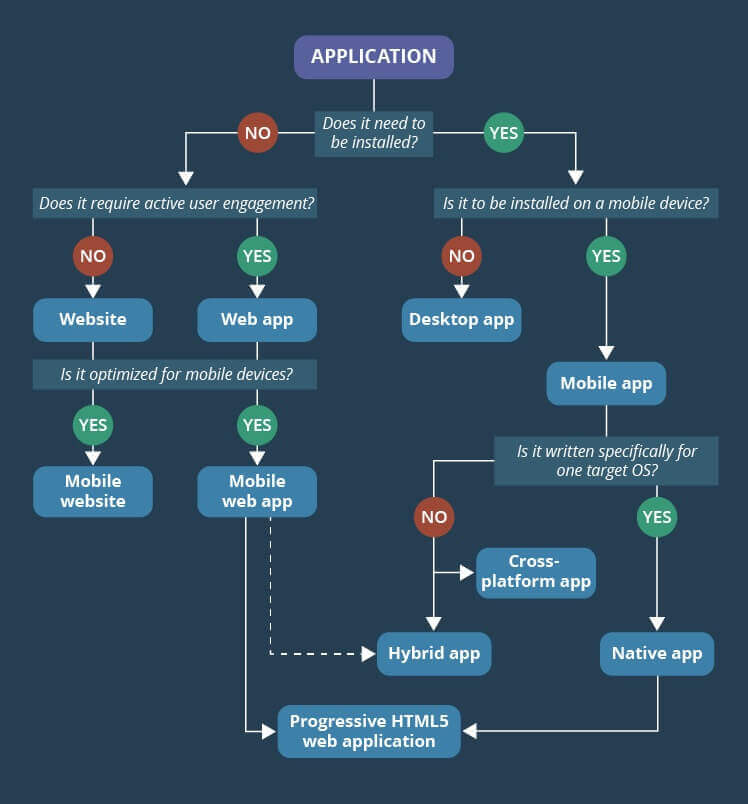 APPLICATION
Does it need to
be installed?
NO
YES
Does it require active user engagement?
Is it to be installed on a mobile device?
NO
YES
NO
YES
Website
Web app
Desktop app
Is it optimized for mobile devices?
Mobile app
YES
YES
Is it written specifically for
one target OS?
Mobile
website
Mobile
web app
NO
YES
Cross-
platform app
Hybrid app
Native app
Progressive HTML5
web application